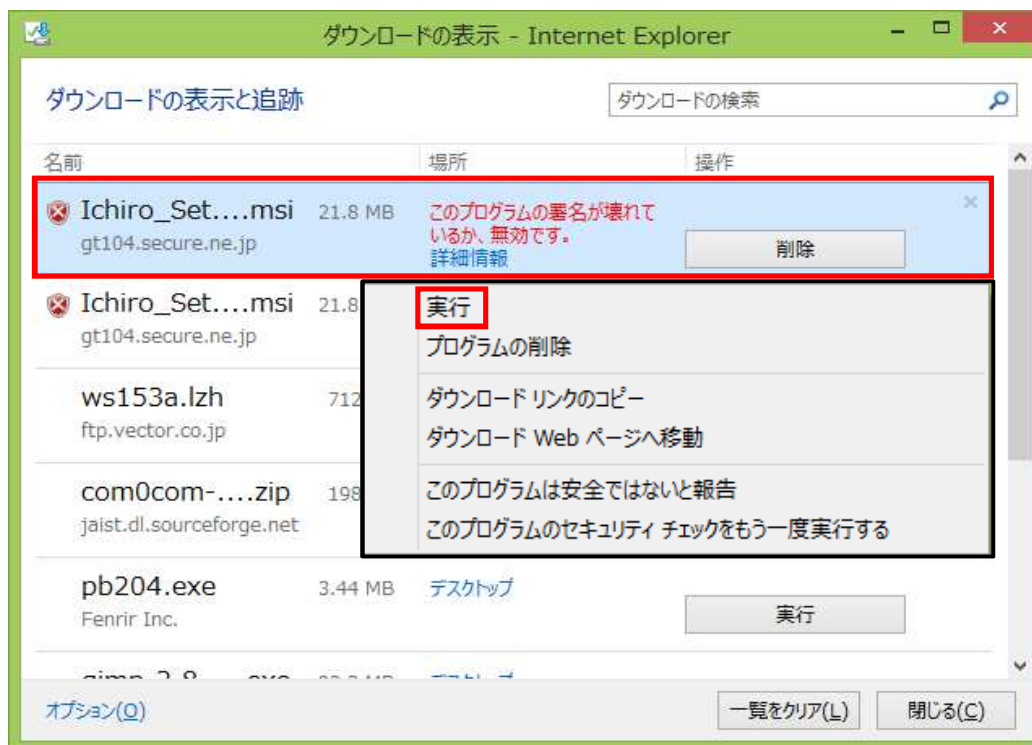 ダウンロードの表示 - Internet Explorer
ダウンロードの表示と追跡
ダウンロードの検索
名前 場所 操作
Ichiro_Set....msi 21.8 MB このプログラムの署名が壊れて
いるか、無効です。
gt104.secure.ne.jp 詳細情報 削除
Ichiro_Set....msi 21.8
gt104.secure.ne.jp
実行
プログラムの削除
ダウンロード リンクのコピー
ダウンロード Web ページへ移動
このプログラムは安全ではないと報告
このプログラムのセキュリティ チェックをもう一度実行する
ws153a.lzh 712
ftp.vector.co.jp
com0com-....zip 198
jaist.dl.sourceforge.net
pb204.exe 3.44 MB デスクトップ
Fenrir Inc. 実行
オプション(O) 一覧をクリア(L) 閉じる(C)